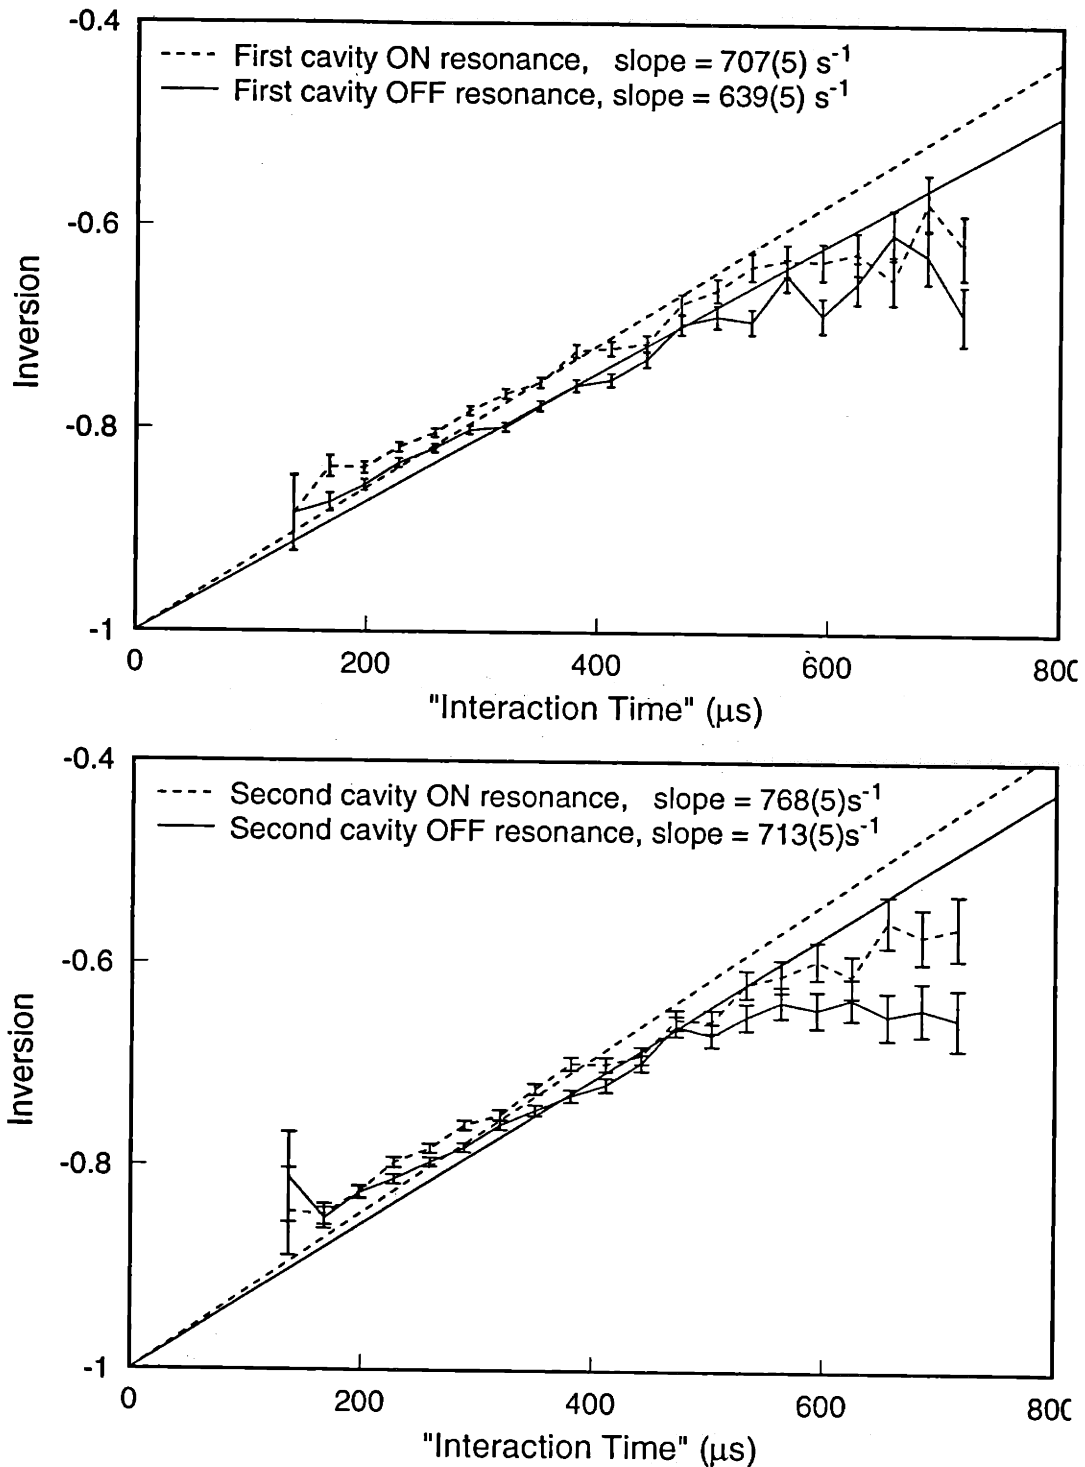 -0.4
First cavity ON resonance, slope = 707(5) s-1
First cavity OFF resonance, slope = 639(5) s-1
-0.6
Inversion
-0.8
-1
0 200 400 600 800
"Interaction Time" (μs)
-0.4
Second cavity ON resonance, slope = 768(5)s-1
Second cavity OFF resonance, slope = 713(5)s-1
-0.6
Inversion
-0.8
-1
0 200 400 600 800
"Interaction Time" (μs)